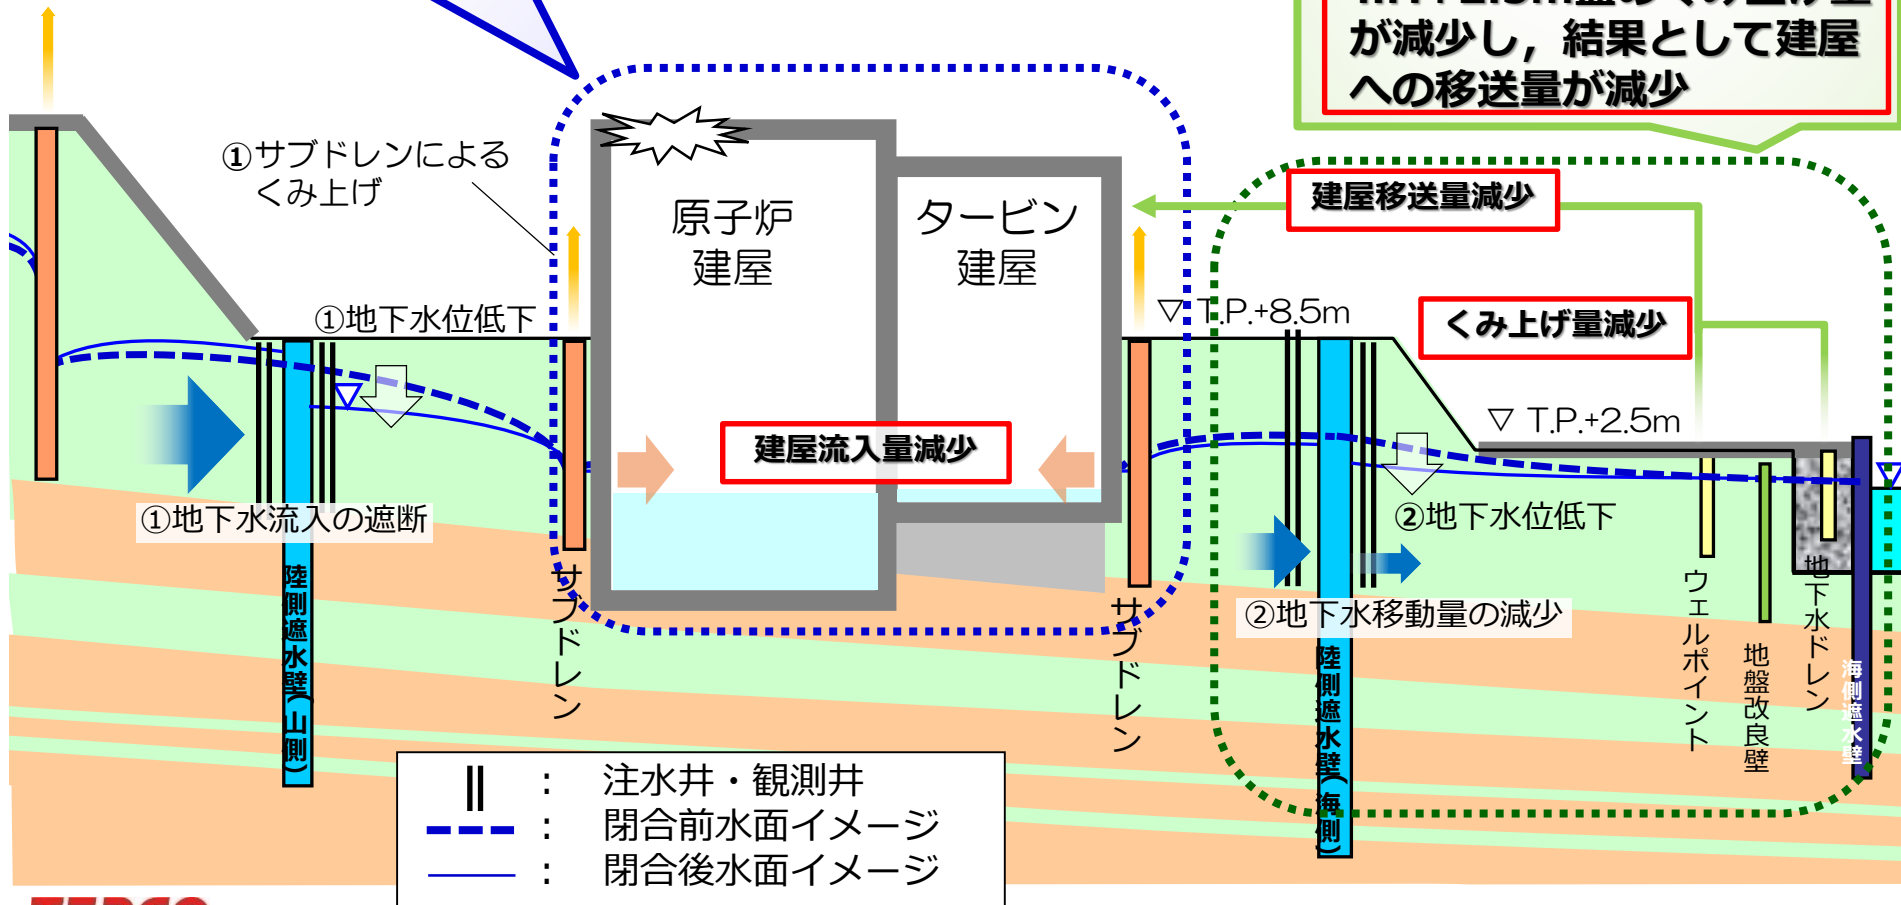 が減少し，結果として建屋
への移送量が減少
①サブドレンによる
くみ上げ
原子炉
建屋
タービン
建屋
建屋移送量減少
①地下水位低下
▽ T.P.+8.5m
くみ上げ量減少
▽ T.P.+2.5m
建屋流入量減少
①地下水流入の遮断
②地下水位低下
②地下水移動量の減少
陸側遮水壁(山側)
サブドレン
サブドレン
陸側遮水壁(海側)
ウェルポイント
地盤改良壁
地下水ドレン
海側遮水壁
： 注水井・観測井
： 閉合前水面イメージ
： 閉合後水面イメージ